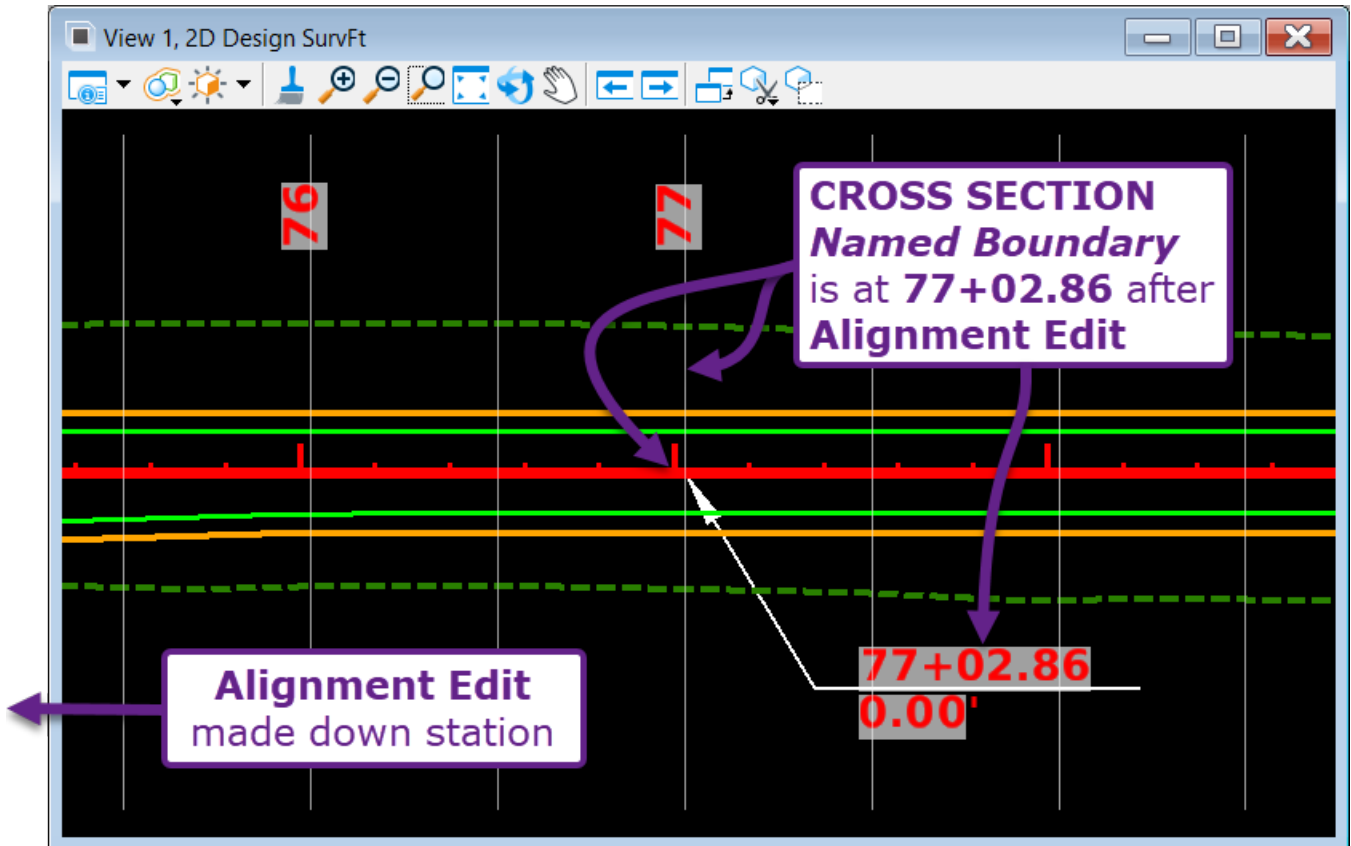 View 1, 2D Design SurvFt
76
77
CROSS SECTION
Named Boundary
is at 77+02.86 after
Alignment Edit
77+02.86
0.00'
Alignment Edit
made down station